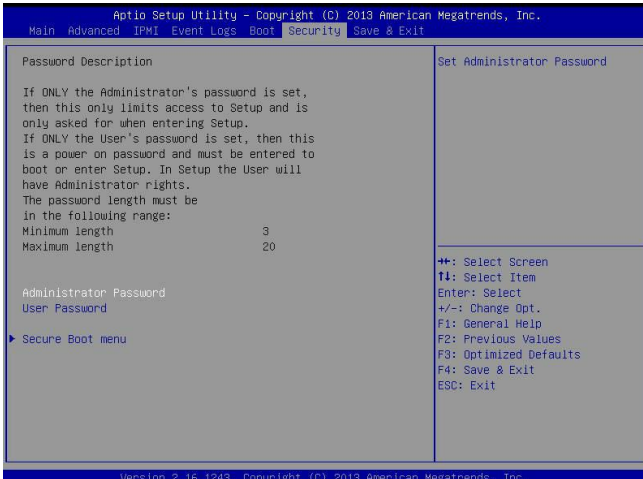 Aptio Setup Utility – Copyright (C) 2013 American Megatrends, Inc.
Main Advanced IPMI Event Logs Boot Security Save & Exit
Password Description
If ONLY the Administrator's password is set,
then this only limits access to Setup and is
only asked for when entering Setup.
If ONLY the User's password is set, then this
is a power on password and must be entered to
boot or enter Setup. In Setup the User will
have Administrator rights.
The password length must be
in the following range:
Minimum length 3
Maximum length 20
Administrator Password
User Password
Secure Boot menu
Set Administrator Password
→←: Select Screen
↑↓: Select Item
Enter: Select
+/-: Change Opt.
F1: General Help
F2: Previous Values
F3: Optimized Defaults
F4: Save & Exit
ESC: Exit
Version 2.16.1243. Copyright (C) 2013 American Megatrends, Inc.